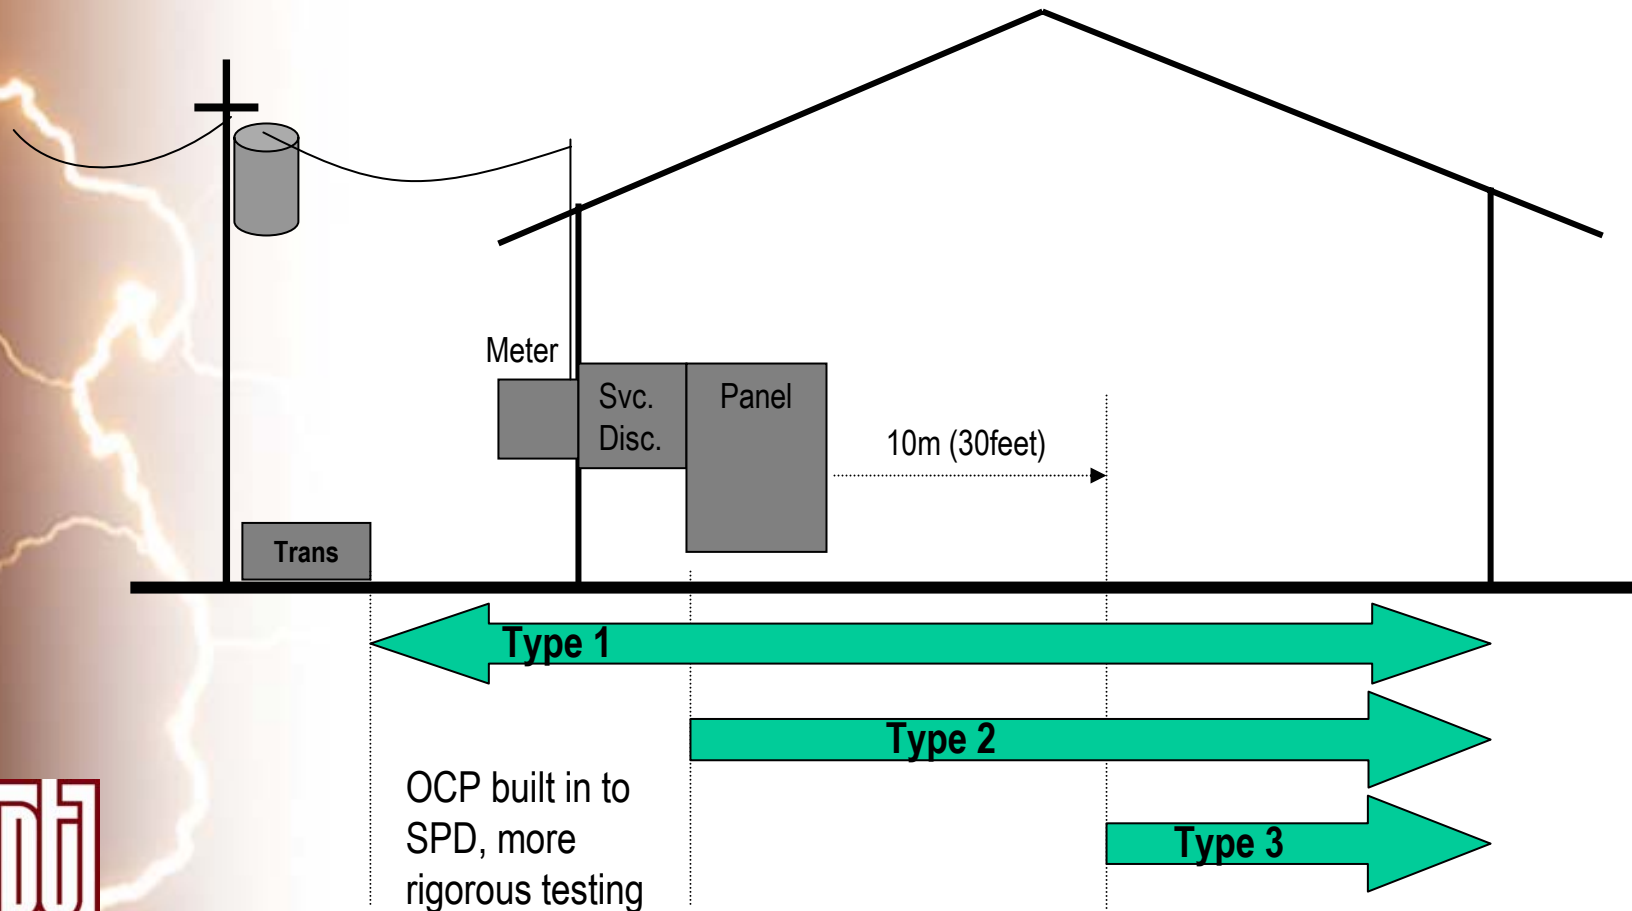 Meter
Svc.
Disc.
Panel
10m (30feet)
Trans
Type 1
Type 2
OCP built in to
SPD, more
rigorous testing
Type 3